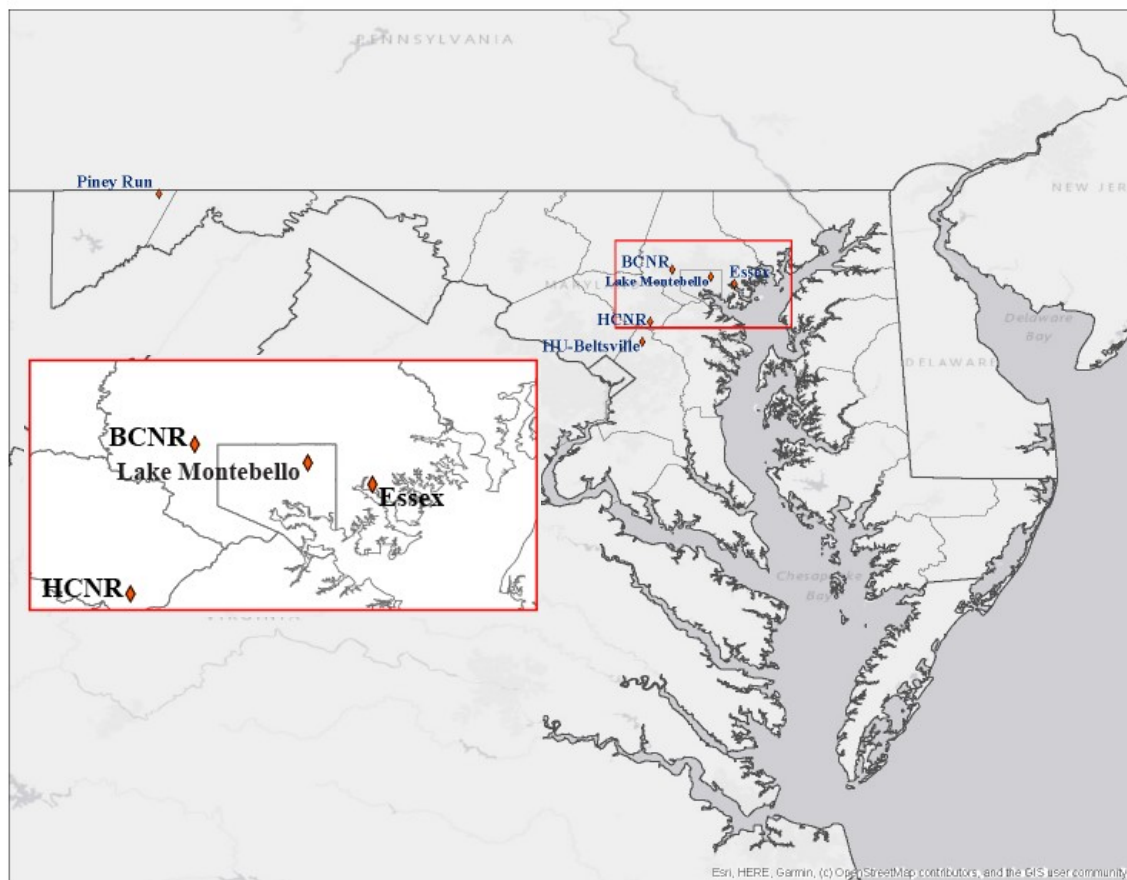 PENNSYLVANIA
Piney Run
NEW JER
BCNR
Essex
Lake Montebello
MARYL
HCNR
Delaware
Bay
HU-Beltsville
DELAWARE
BCNR
Lake Montebello
Essex
HCNR
Chesapeake
Bay
VIRGINIA
Esri, HERE, Garmin, (c) OpenStreetMap contributors, and the GIS user community